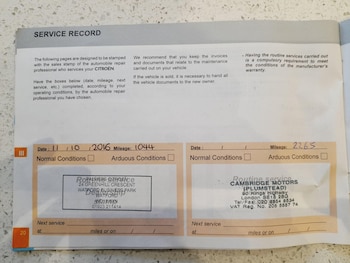 SERVICE RECORD
The following pages are designed to be stamped
with the sales stamp of the automobile repair
professional who services your CITROËN.
Have the boxes below (date, mileage, next
service, etc.) completed, according to your
operating conditions, by the automobile repair
professional you have chosen.
We recommend that you keep the invoices
and documents that relate to maintenance
carried out on your vehicle.
If the vehicle is sold, it is necessary to hand all
the vehicle documents to the new owner.
- Having the routine services carried out
is a compulsory requirement to meet
the conditions of the manufacturer's
warranty.
Date : 11 / 10 / 2016 Mileage: 1044
Normal Conditions Arduous Conditions
Routine service
WATFORD
Next service
at miles or on / /
Date : / / Mileage: 2265
Normal Conditions Arduous Conditions
Routine service
CAMBRIDGE MOTORS
(PLUMSTEAD)
London
VAT Reg. No.
Next service
at miles or on / /